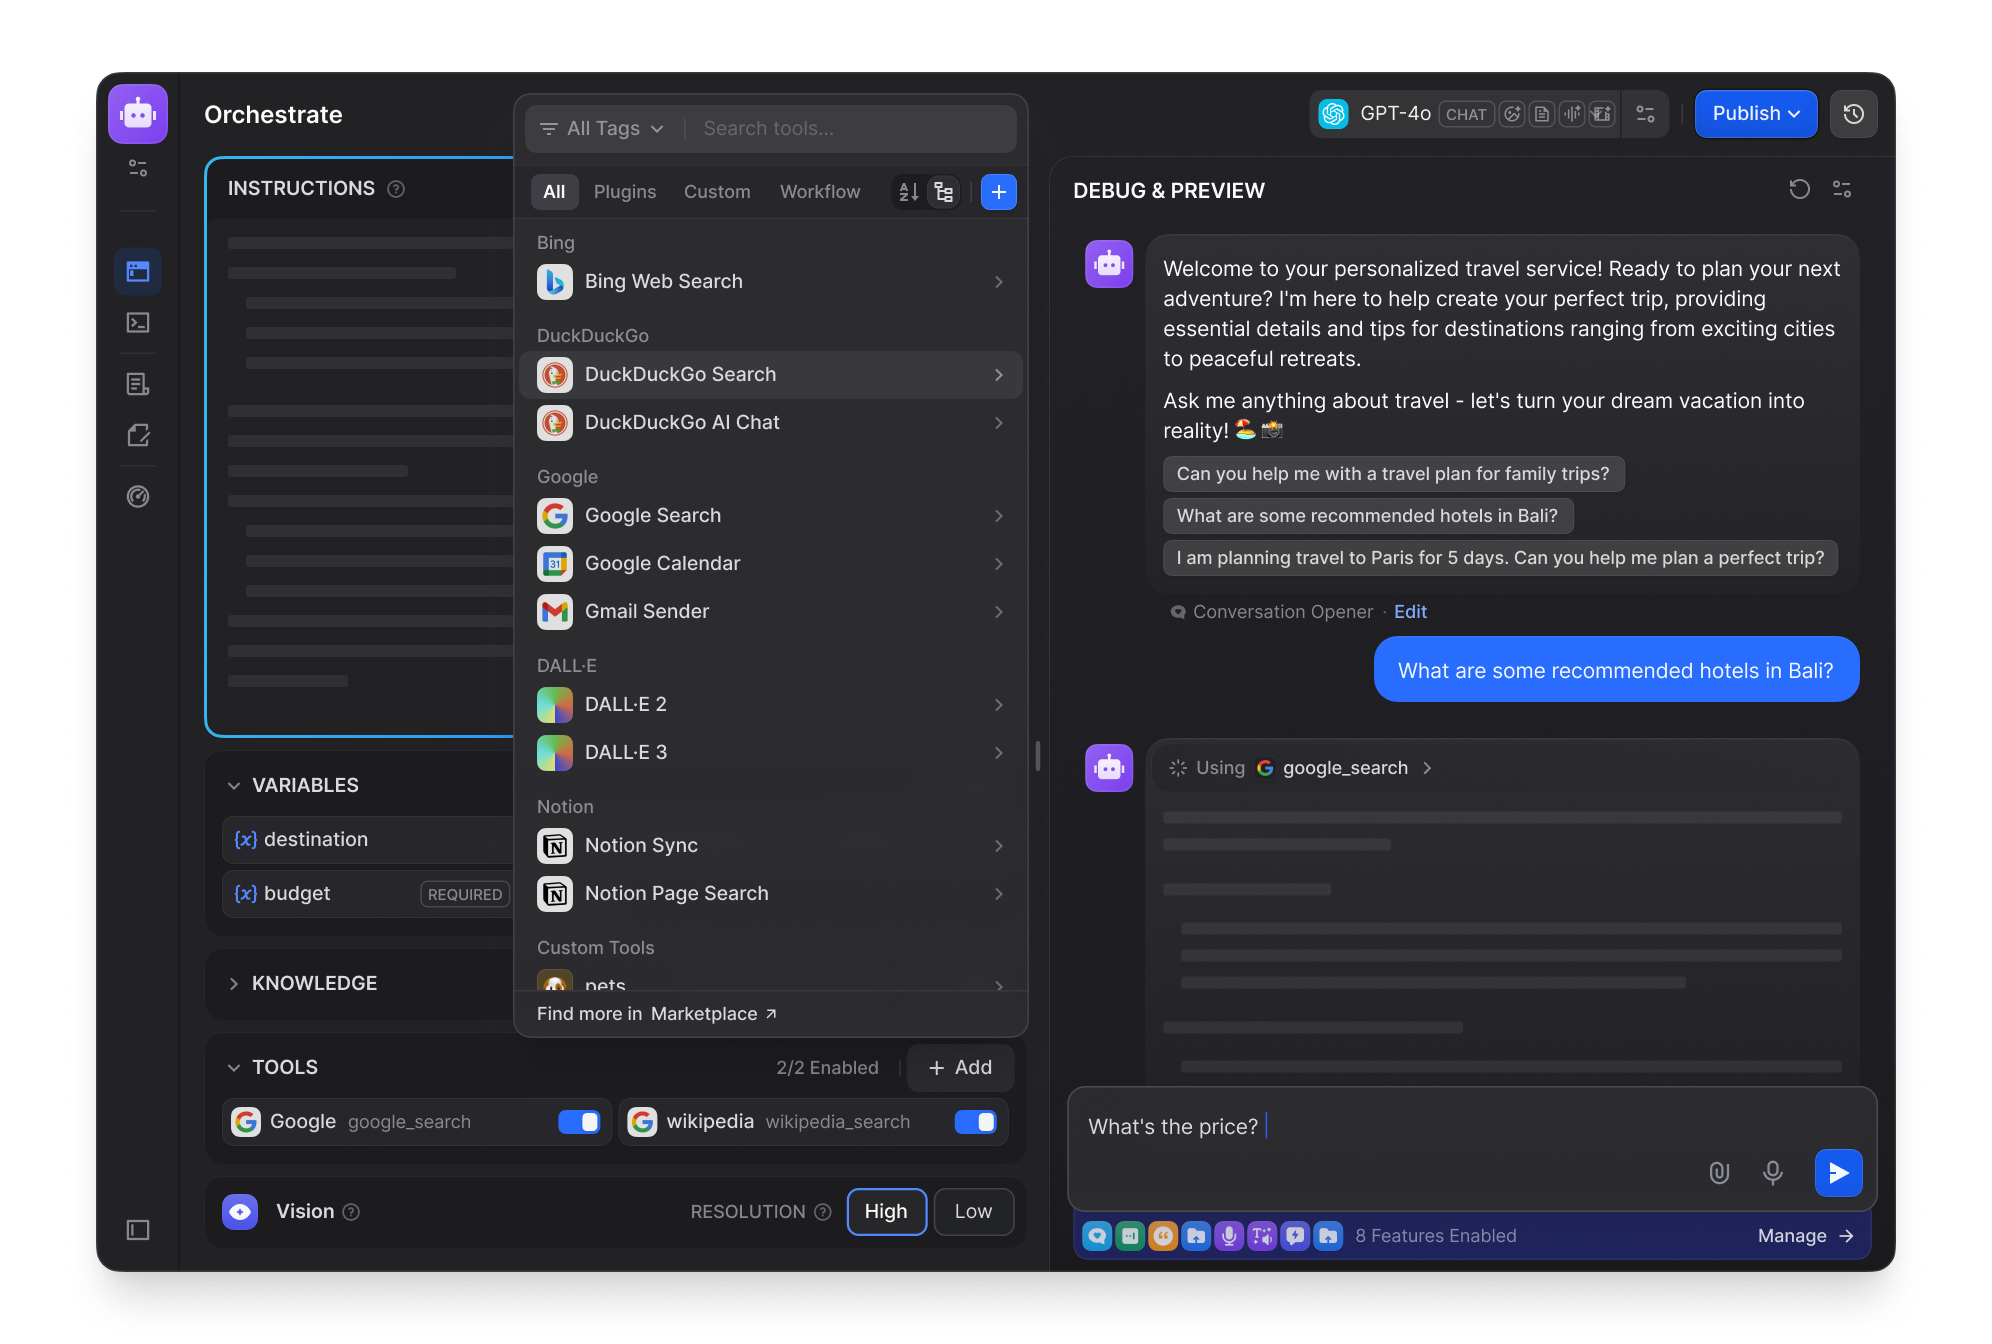 Orchestrate
INSTRUCTIONS
VARIABLES
{x} destination
{x} budget REQUIRED
KNOWLEDGE
TOOLS 2/2 Enabled + Add
Google google_search
wikipedia wikipedia_search
Vision RESOLUTION High Low
All Tags Search tools...
All Plugins Custom Workflow
Bing
Bing Web Search
DuckDuckGo
DuckDuckGo Search
DuckDuckGo AI Chat
Google
Google Search
Google Calendar
Gmail Sender
DALL·E
DALL·E 2
DALL·E 3
Notion
Notion Sync
Notion Page Search
Custom Tools
pets
Find more in Marketplace
GPT-4o CHAT
Publish
DEBUG & PREVIEW
Welcome to your personalized travel service! Ready to plan your next
adventure? I'm here to help create your perfect trip, providing
essential details and tips for destinations ranging from exciting cities
to peaceful retreats.
Ask me anything about travel - let's turn your dream vacation into
reality! 🏖️ 📸
Can you help me with a travel plan for family trips?
What are some recommended hotels in Bali?
I am planning travel to Paris for 5 days. Can you help me plan a perfect trip?
Conversation Opener · Edit
What are some recommended hotels in Bali?
Using google_search
What's the price?
8 Features Enabled Manage